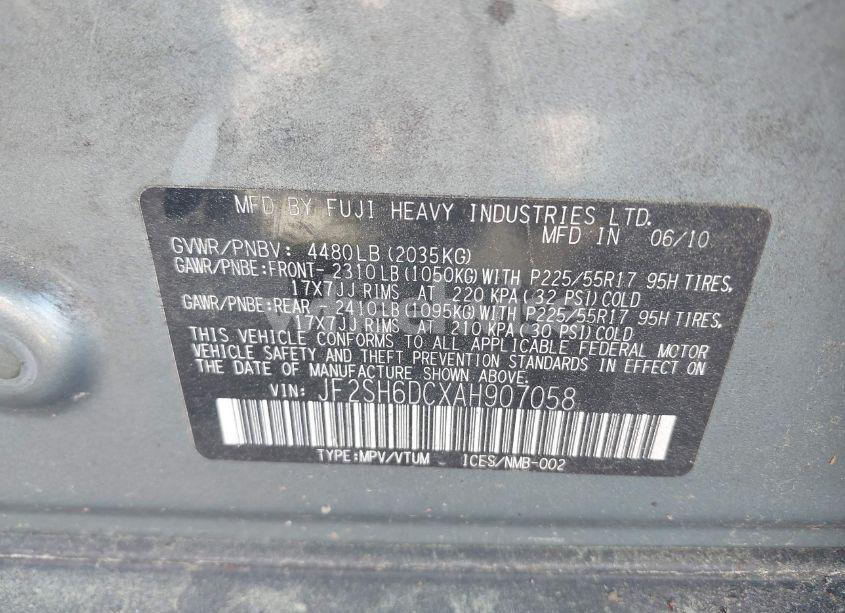 MFD BY FUJI HEAVY INDUSTRIES LTD.
MFD IN 06/10
GVWR/PNBV: 4480LB (2035KG)
GAWR/PNBE:FRONT- 2310LB (1050KG)WITH P225/55R17 95H TIRES,
17X7JJ RIMS AT 220 KPA (32 PSI)COLD
GAWR/PNBE:REAR -2410LB (1095KG)WITH P225/55R17 95H TIRES,
17X7JJ RIMS AT 210 KPA (30 PSI)COLD
THIS VEHICLE CONFORMS TO ALL APPLICABLE FEDERAL MOTOR
VEHICLE SAFETY AND THEFT PREVENTION STANDARDS IN EFFECT ON
THE DATE OF MANUFACTURE SHOWN ABOVE.
VIN: JF2SH6DCXAH907058
TYPE:MPV/VTUM ICES/NMB-002